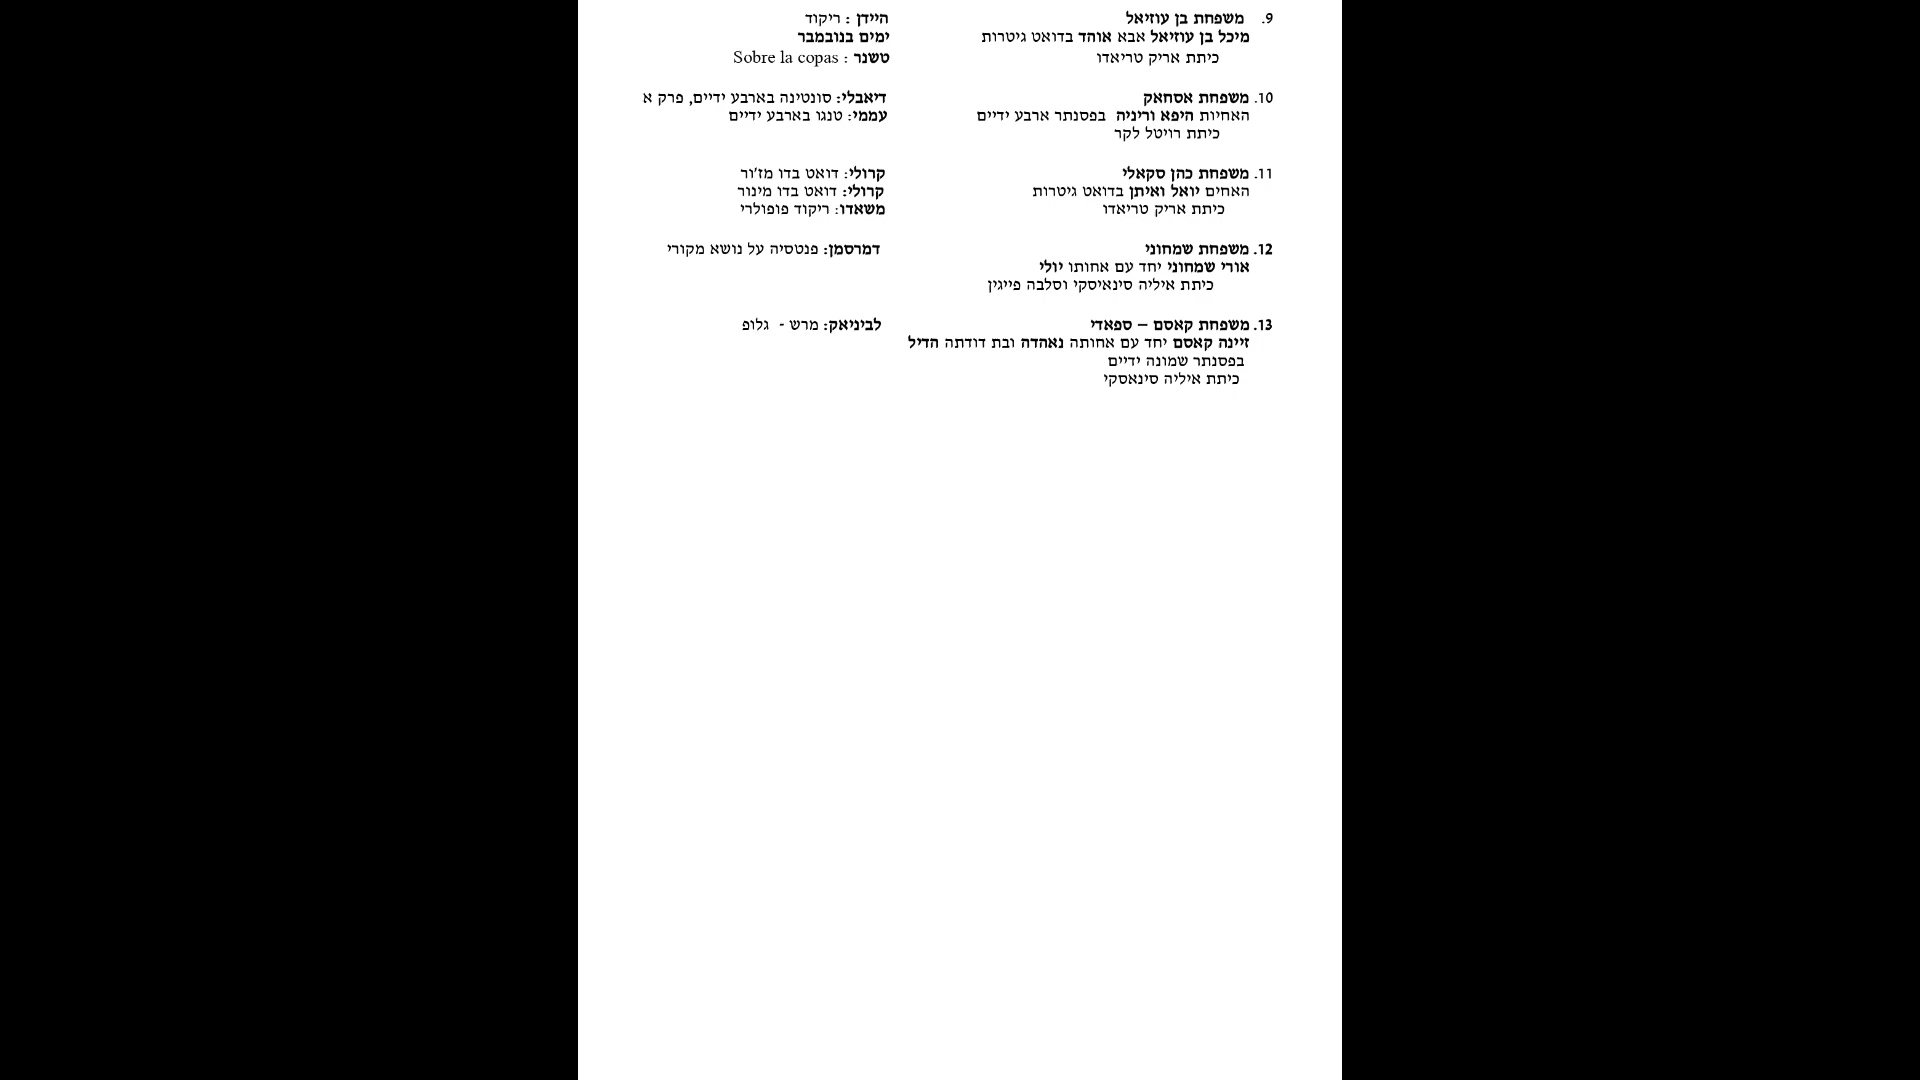 9. משפחת בן עוזיאל היידן : ריקוד
מיכל בן עוזיאל אבא אוהד בדואט גיטרות ימים בנובמבר
כיתת אריק טריאדו טשנר : Sobre la copas
10. משפחת אסחאק דיאבלי: סונטינה בארבע ידיים, פרק א
האחיות היפא וריניה בפסנתר ארבע ידיים עממי: טנגו בארבע ידיים
כיתת רויטל לקר
11. משפחת כהן סקאלי קרולי: דואט בדו מז'ור
האחים יואל ואיתן בדואט גיטרות קרולי: דואט בדו מינור
כיתת אריק טריאדו משאדו: ריקוד פופולרי
12. משפחת שמחוני דמרסמן: פנטסיה על נושא מקורי
אורי שמחוני יחד עם אחותו יולי
כיתת איליה סינאיסקי וסלבה פייגין
13. משפחת קאסם – ספאדי לביניאק: מרש - גלופ
זיינה קאסם יחד עם אחותה נאהדה ובת דודתה הדיל
בפסנתר שמונה ידיים
כיתת איליה סינאסקי